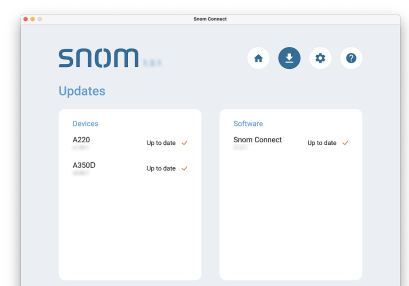 Snom Connect
snom
Updates
Devices
A220
Up to date
A350D
Up to date
Software
Snom Connect
Up to date